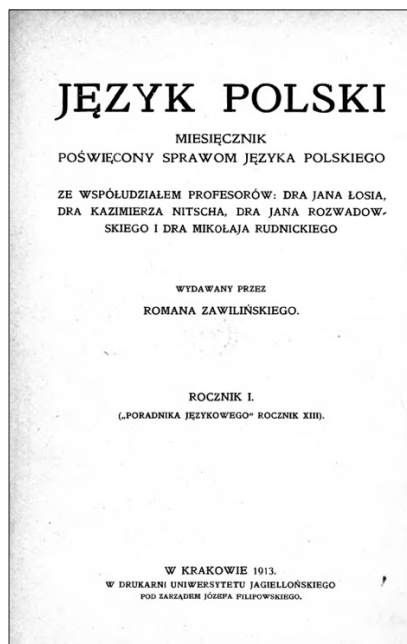 JĘZYK POLSKI
MIESIĘCZNIK
POŚWIĘCONY SPRAWOM JĘZYKA POLSKIEGO
ZE WSPÓŁUDZIAŁEM PROFESORÓW: DRA JANA ŁOSIA,
DRA KAZIMIERZA NITSCHA, DRA JANA ROZWADOW-
SKIEGO I DRA MIKOŁAJA RUDNICKIEGO
WYDAWANY PRZEZ
ROMANA ZAWILIŃSKIEGO.
ROCZNIK I.
(„PORADNIKA JĘZYKOWEGO“ ROCZNIK XIII).
W KRAKOWIE 1913.
W DRUKARNI UNIWERSYTETU JAGIELLOŃSKIEGO
POD ZARZĄDEM JÓZEFA FILIPOWSKIEGO.